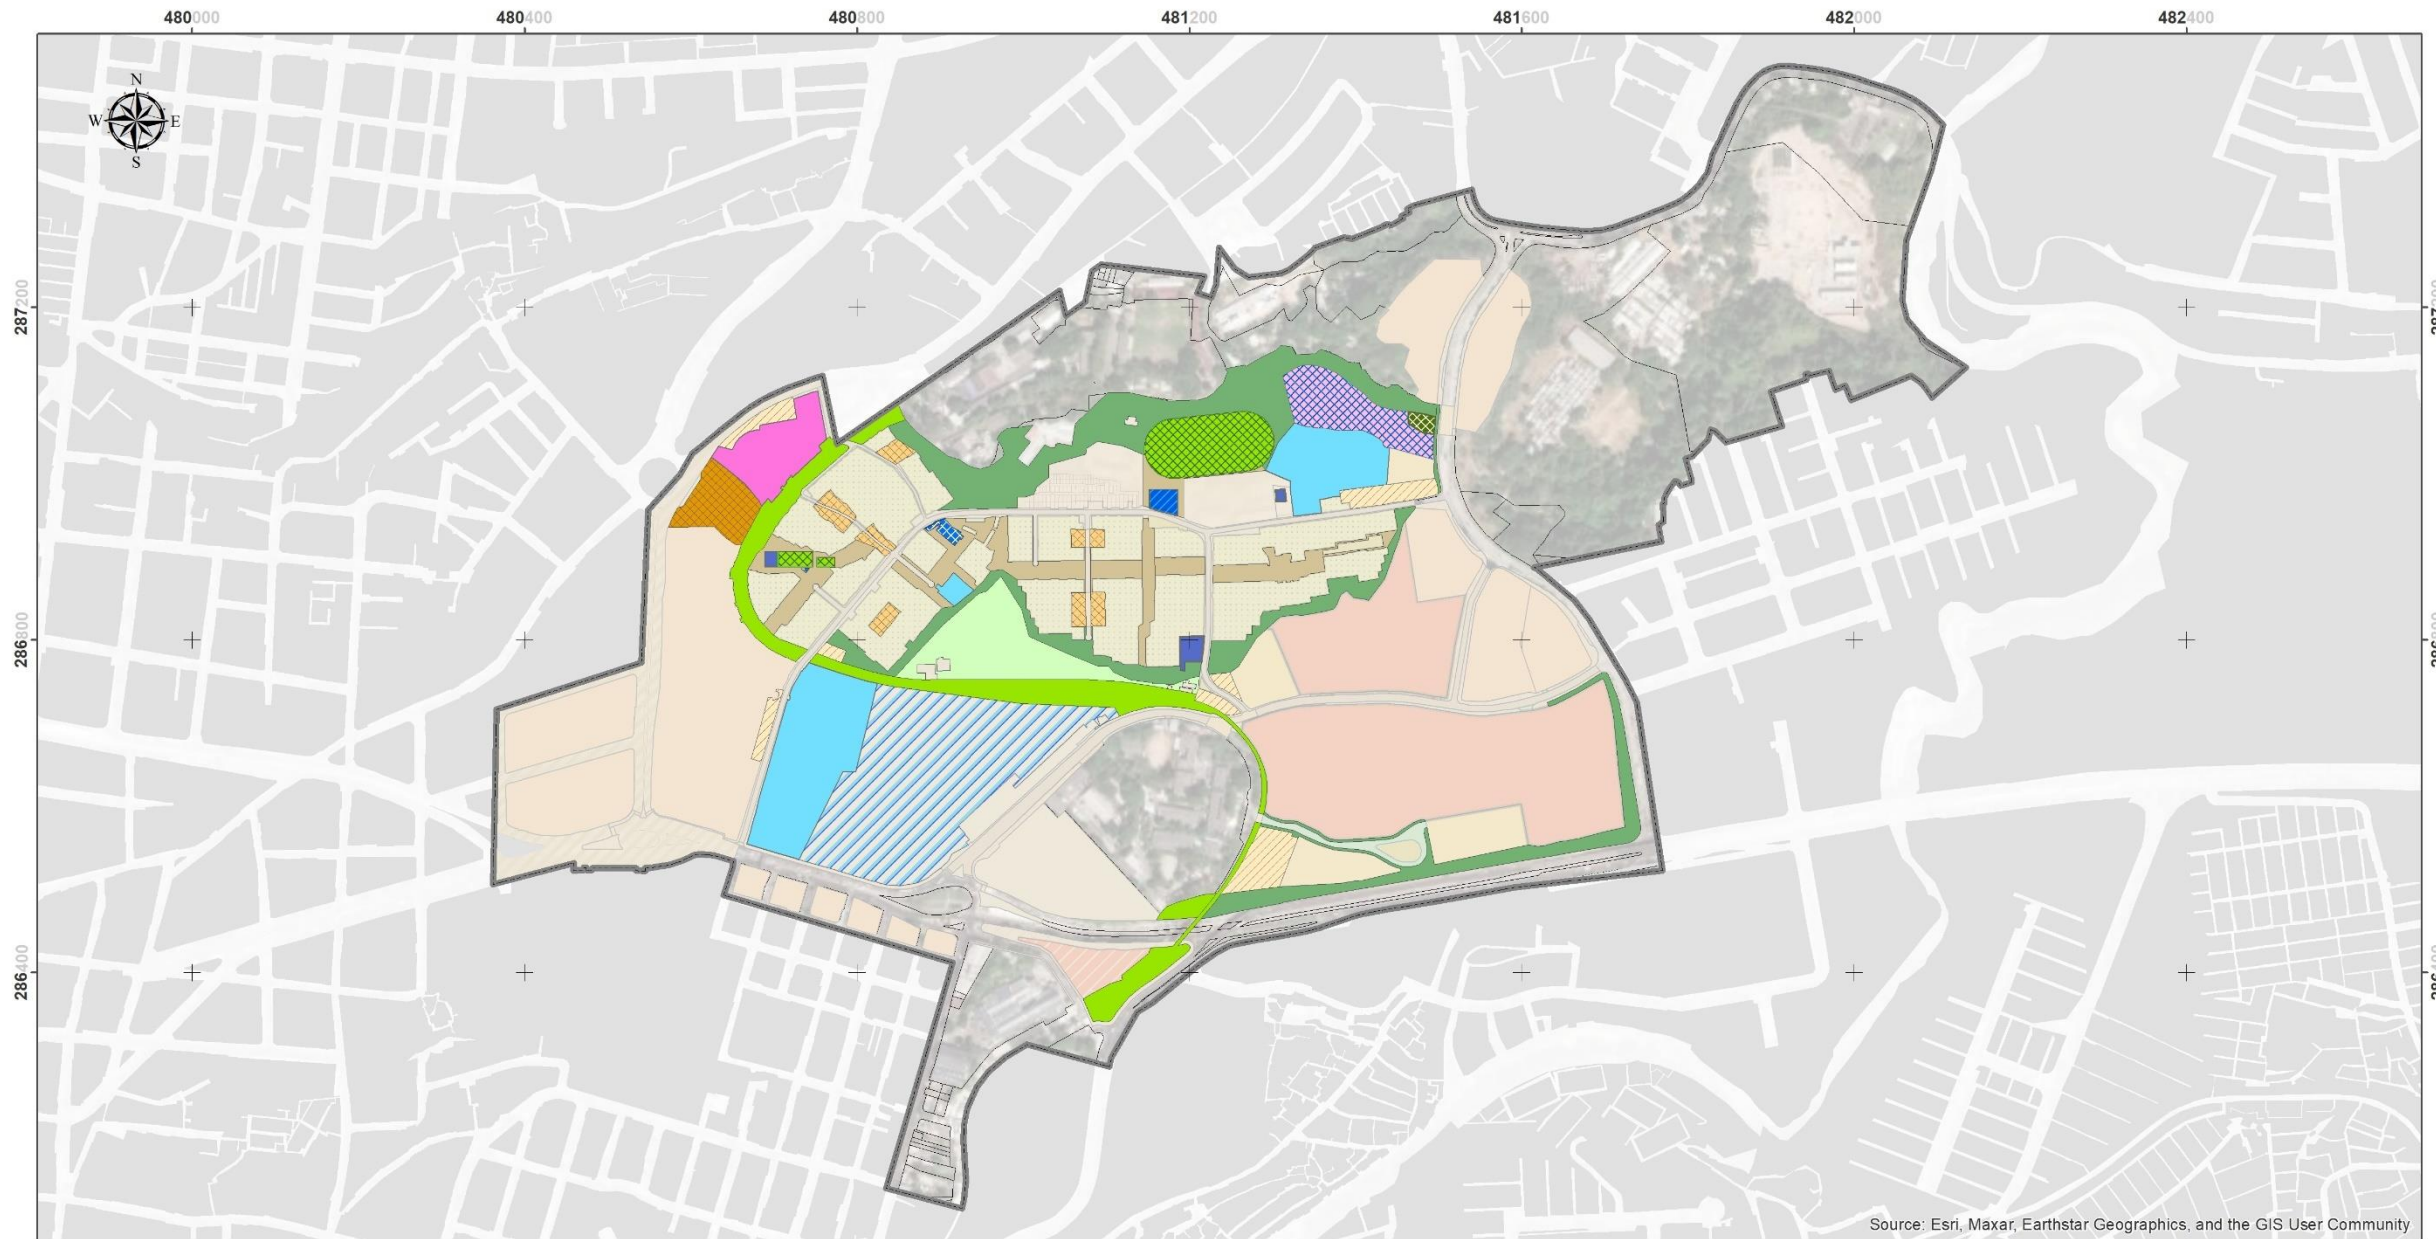 480000 480400 480800 481200 481600 482000 482400
N
W E
S
287200
286800
286400
Source: Esri, Maxar, Earthstar Geographics, and the GIS User Community